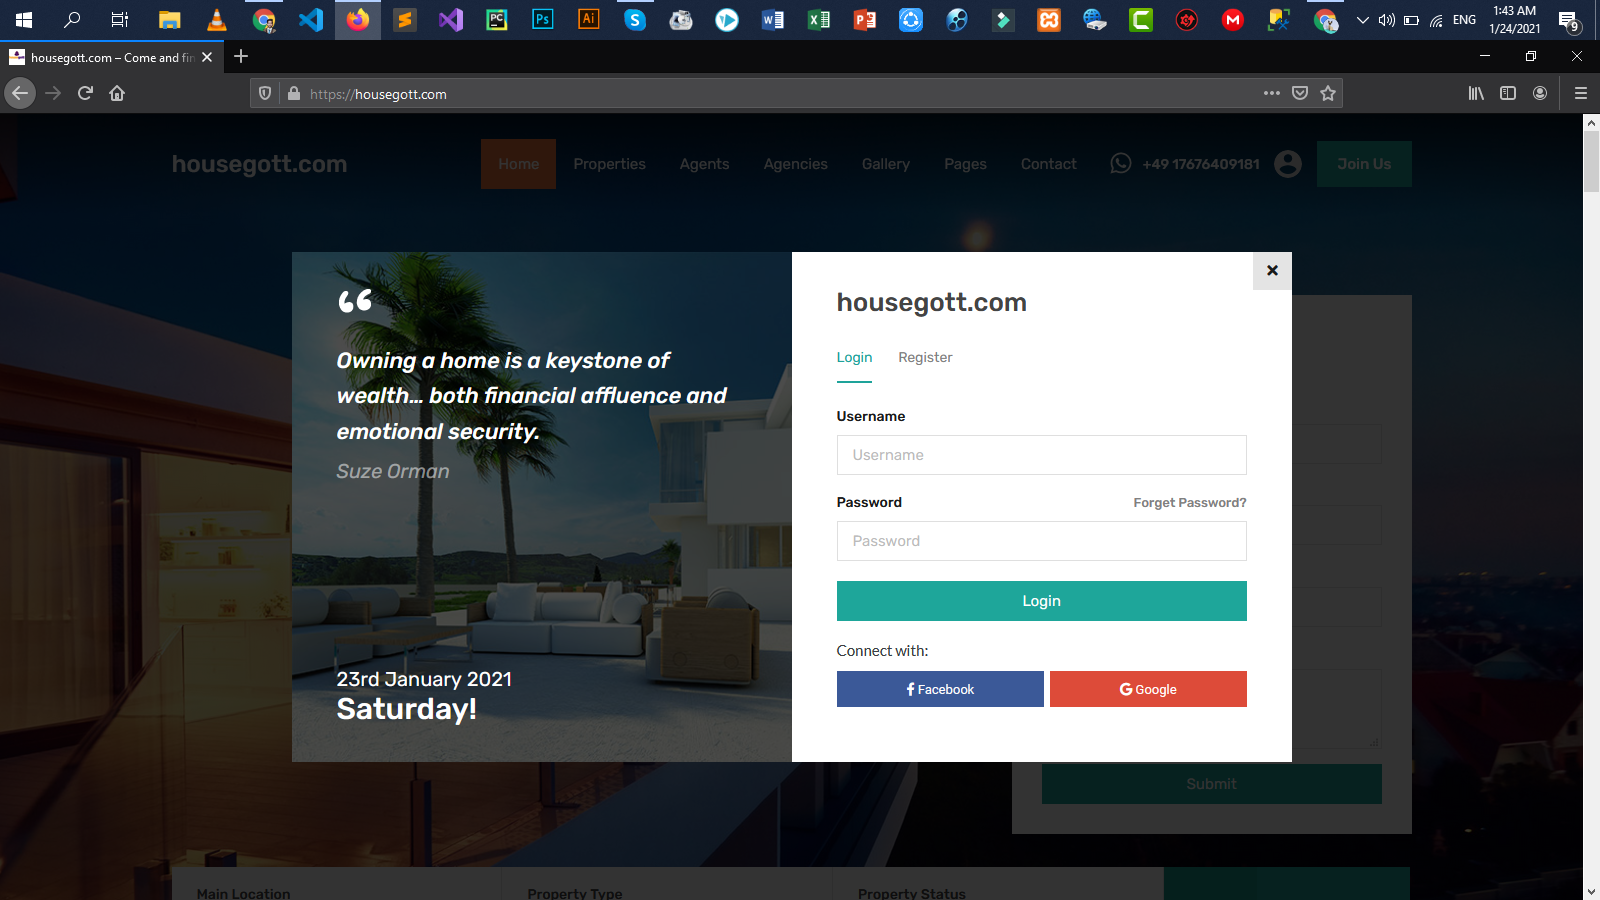 ENG
1:43 AM
1/24/2021
9
housegott.com – Come and fin
https://housegott.com
housegott.com
Home
Properties
Agents
Agencies
Gallery
Pages
Contact
+49 17676409181
Join Us
Owning a home is a keystone of
wealth… both financial affluence and
emotional security.
Suze Orman
23rd January 2021
Saturday!
housegott.com
Login
Register
Username
Username
Password
Forget Password?
Password
Login
Connect with:
Facebook
Google
Submit
Main Location
Property Type
Property Status